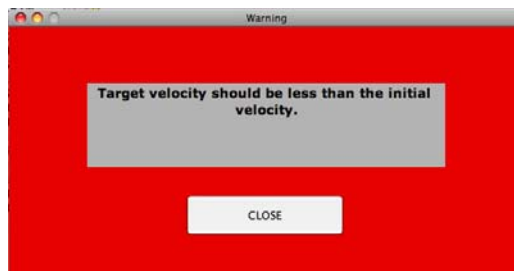 Warning
Target velocity should be less than the initial
velocity.
CLOSE